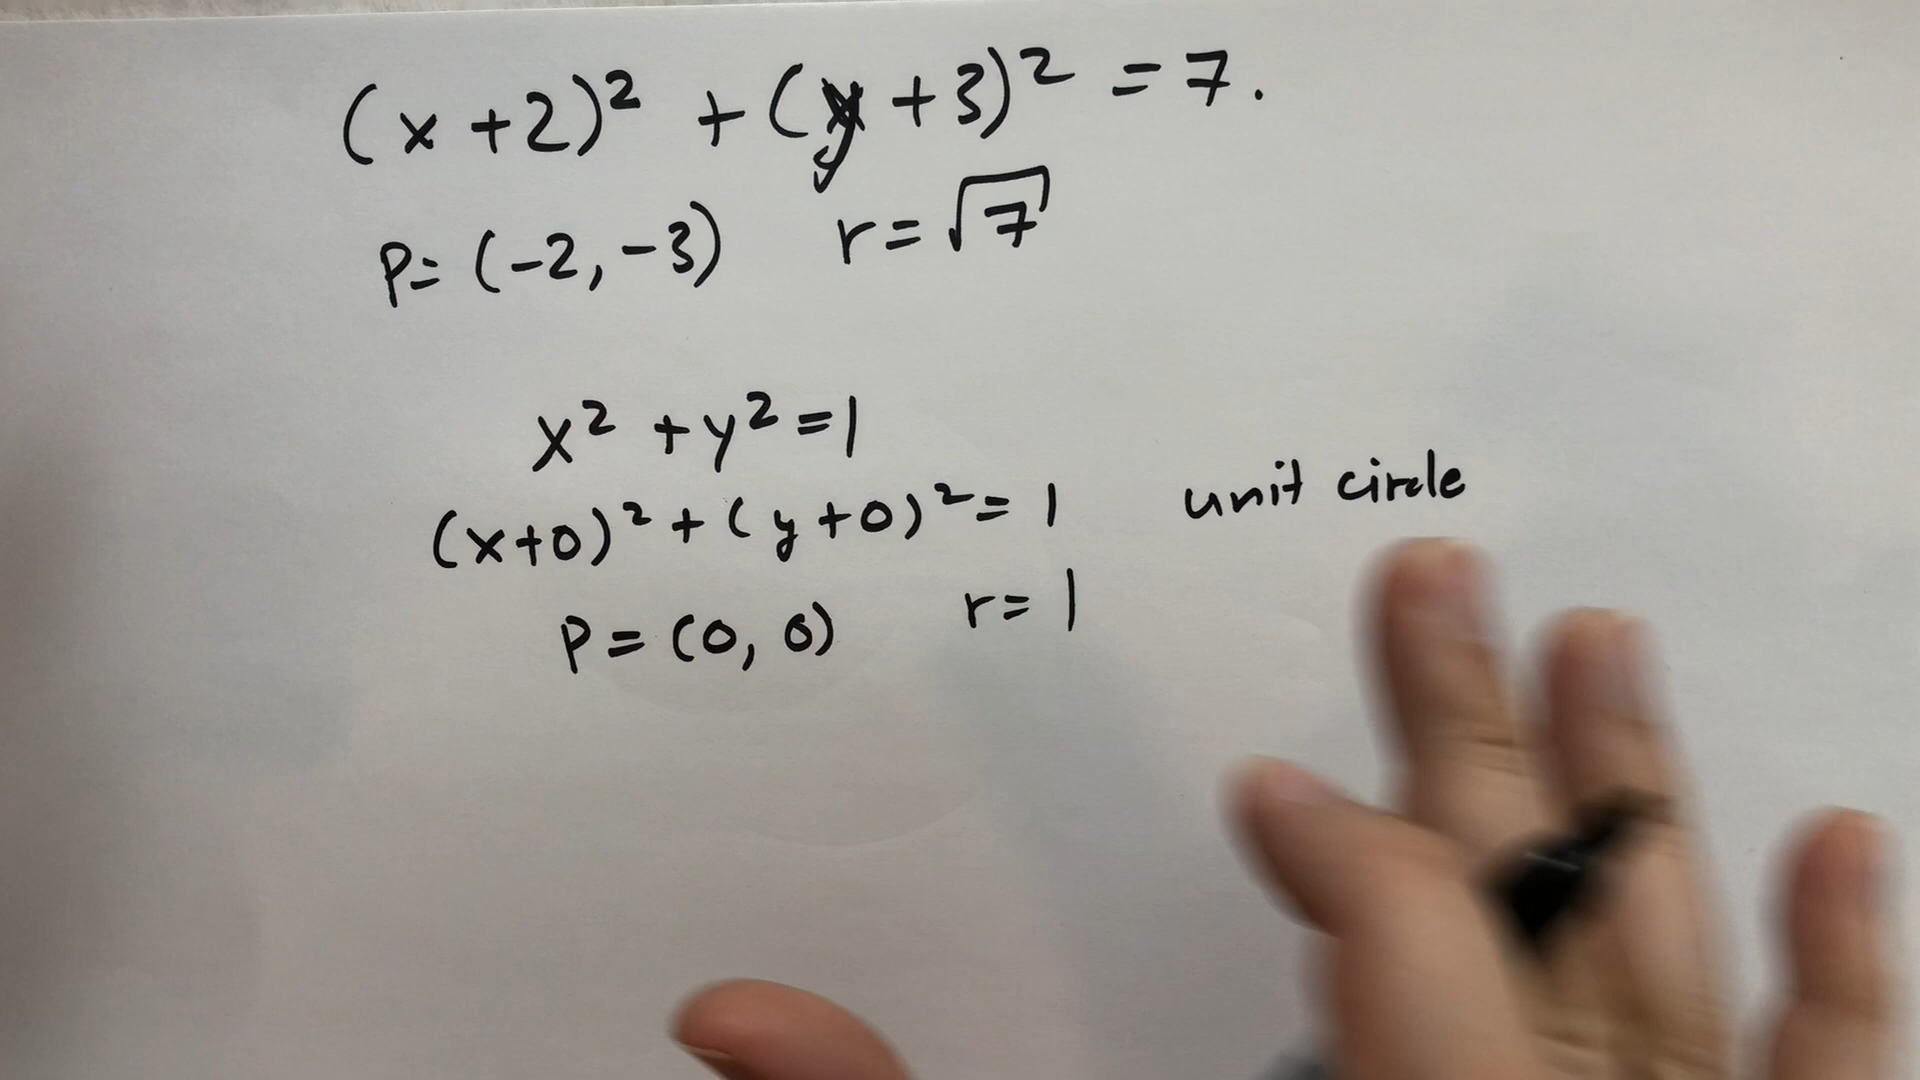 (x+2)² + (y+3)² = 7.
P= (-2, -3) r= √7
x² + y² = 1
(x+0)² + (y+0)² = 1 unit circle
P = (0, 0) r= 1